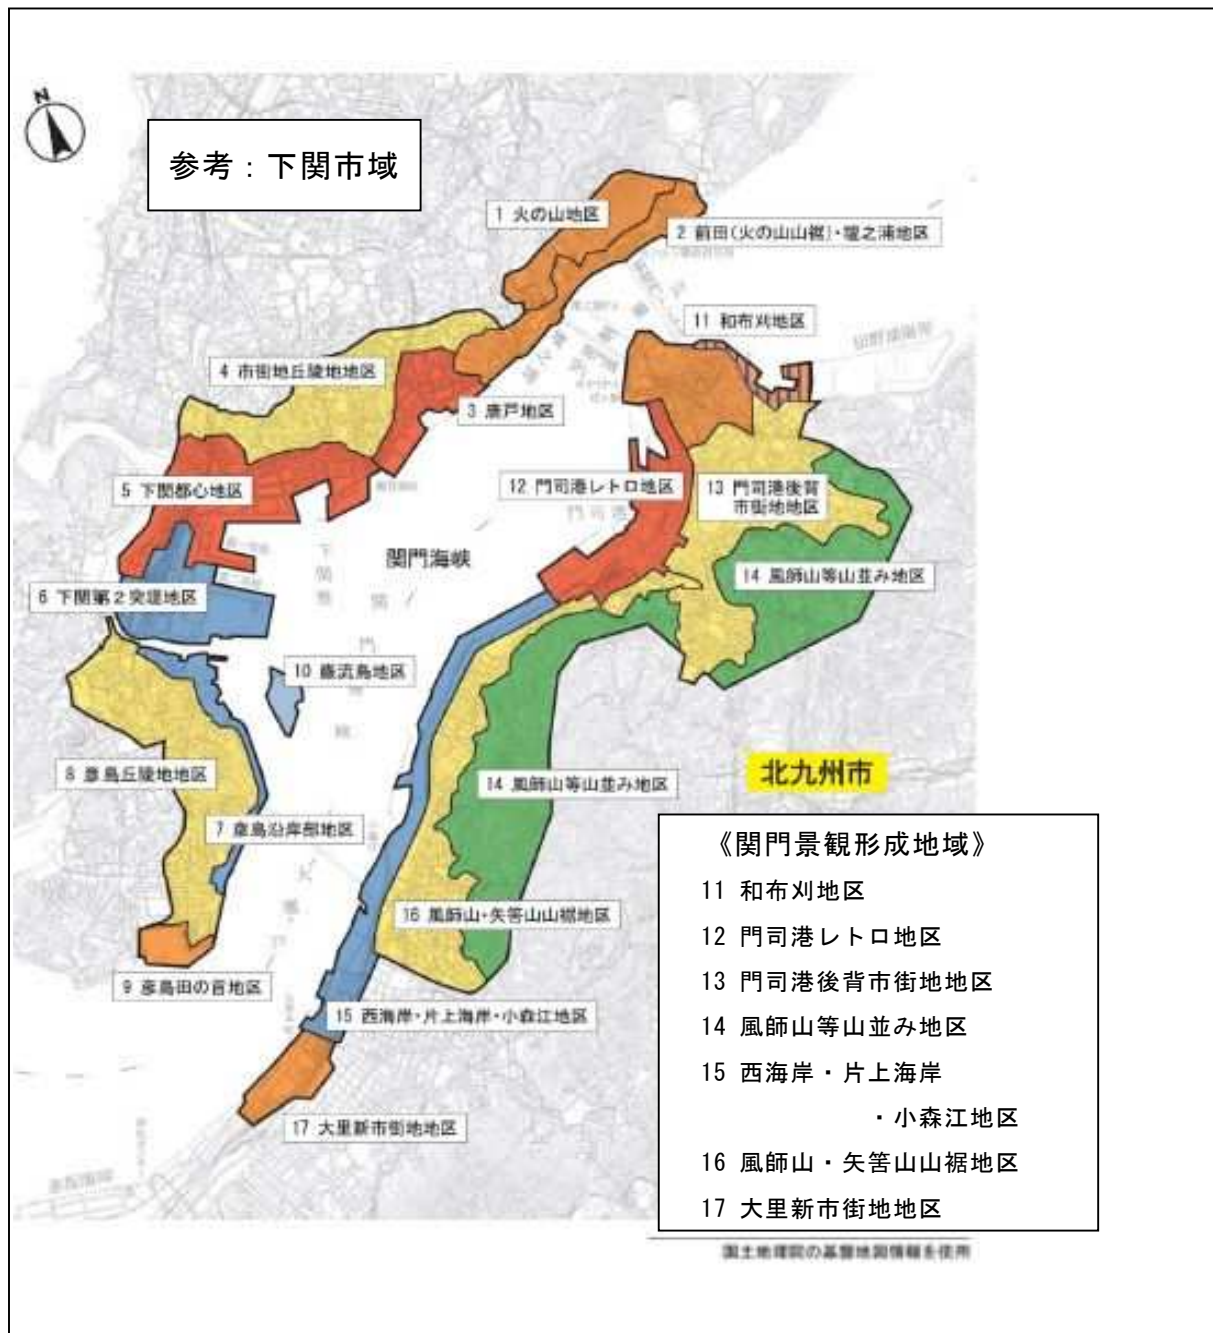 N
参考：下関市域
1 火の山地区
2 前田(火の山山裾)・壇之浦地区
11 和布刈地区
4 市街地丘陵地地区
3 唐戸地区
5 下関都心地区
12 門司港レトロ地区
13 門司港後背
市街地地区
関門海峡
14 風師山等山並み地区
6 下関第2突堤地区
10 巌流島地区
8 彦島丘陵地地区
14 風師山等山並み地区
北九州市
7 彦島沿岸部地区
16 風師山・矢筈山山裾地区
9 彦島田の首地区
15 西海岸・片上海岸・小森江地区
17 大里新市街地地区
《関門景観形成地域》
11 和布刈地区
12 門司港レトロ地区
13 門司港後背市街地地区
14 風師山等山並み地区
15 西海岸・片上海岸
・小森江地区
16 風師山・矢筈山山裾地区
17 大里新市街地地区
国土地理院の基盤地図情報を使用